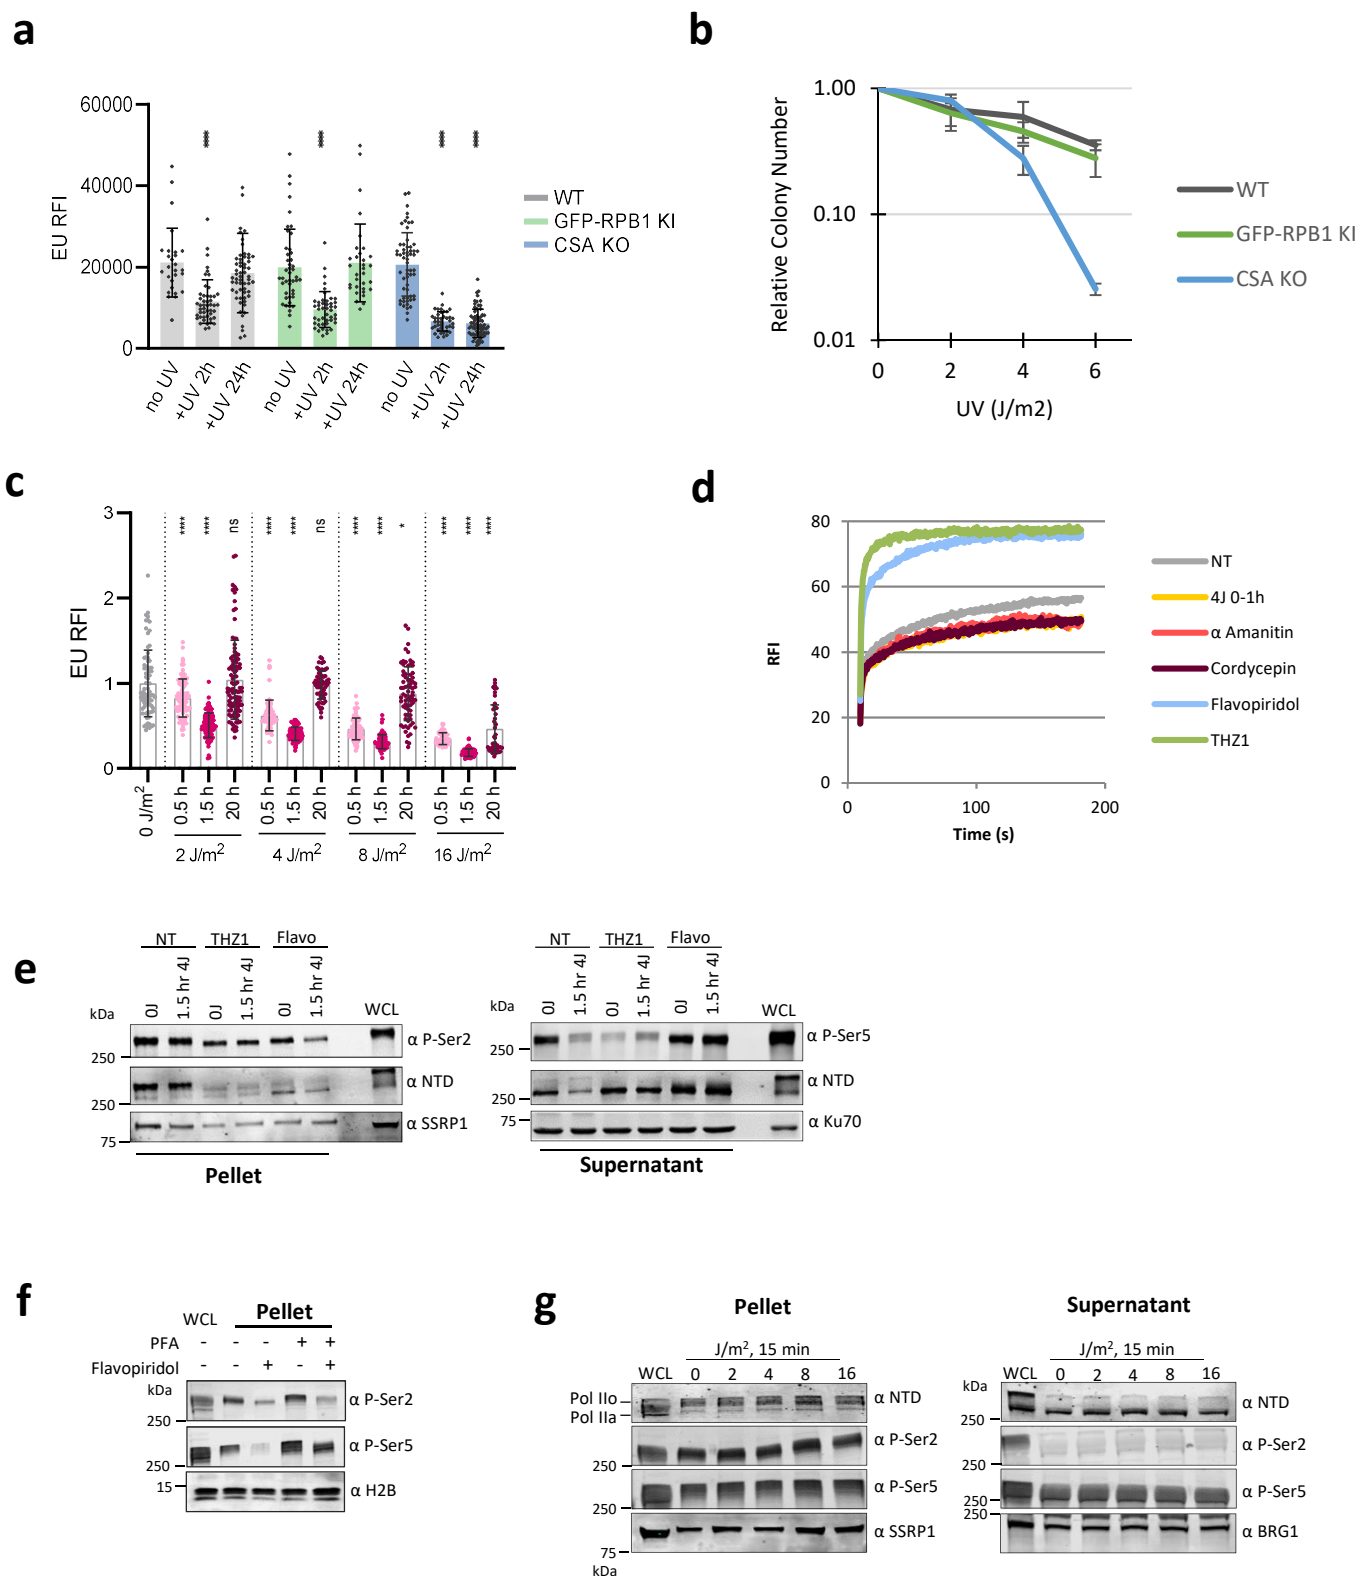 a
60000
40000
20000
0
EU RFI
****
****
****
****
no UV
+UV 2h
+UV 24h
no UV
+UV 2h
+UV 24h
no UV
+UV 2h
+UV 24h
WT
GFP-RPB1 KI
CSA KO
b
1.00
0.10
0.01
Relative Colony Number
0 2 4 6
UV (J/m2)
WT
GFP-RPB1 KI
CSA KO
c
3
2
1
0
EU RFI
**** **** ns **** **** ns **** **** * **** **** ****
0 J/m²
0.5 h
1.5 h
20 h
0.5 h
1.5 h
20 h
0.5 h
1.5 h
20 h
0.5 h
1.5 h
20 h
2 J/m² 4 J/m² 8 J/m² 16 J/m²
d
80
60
40
20
0
RFI
0 100 200
Time (s)
NT
4J 0-1h
α Amanitin
Cordycepin
Flavopiridol
THZ1
e
NT THZ1 Flavo
0J
1.5 hr 4J
0J
1.5 hr 4J
0J
1.5 hr 4J
WCL
kDa
α P-Ser2
250
α NTD
250
α SSRP1
75
Pellet
NT THZ1 Flavo
0J
1.5 hr 4J
0J
1.5 hr 4J
0J
1.5 hr 4J
WCL
kDa
α P-Ser5
250
α NTD
250
75
α Ku70
Supernatant
f
WCL Pellet
PFA - - - + +
Flavopiridol - - + - +
kDa
α P-Ser2
250
α P-Ser5
250
15
α H2B
g
Pellet
J/m², 15 min
WCL 0 2 4 8 16
Pol IIo
Pol IIa
α NTD
α P-Ser2
250
α P-Ser5
250
α SSRP1
75
kDa
Supernatant
J/m², 15 min
WCL 0 2 4 8 16
α NTD
250
α P-Ser2
250
α P-Ser5
250
250
α BRG1